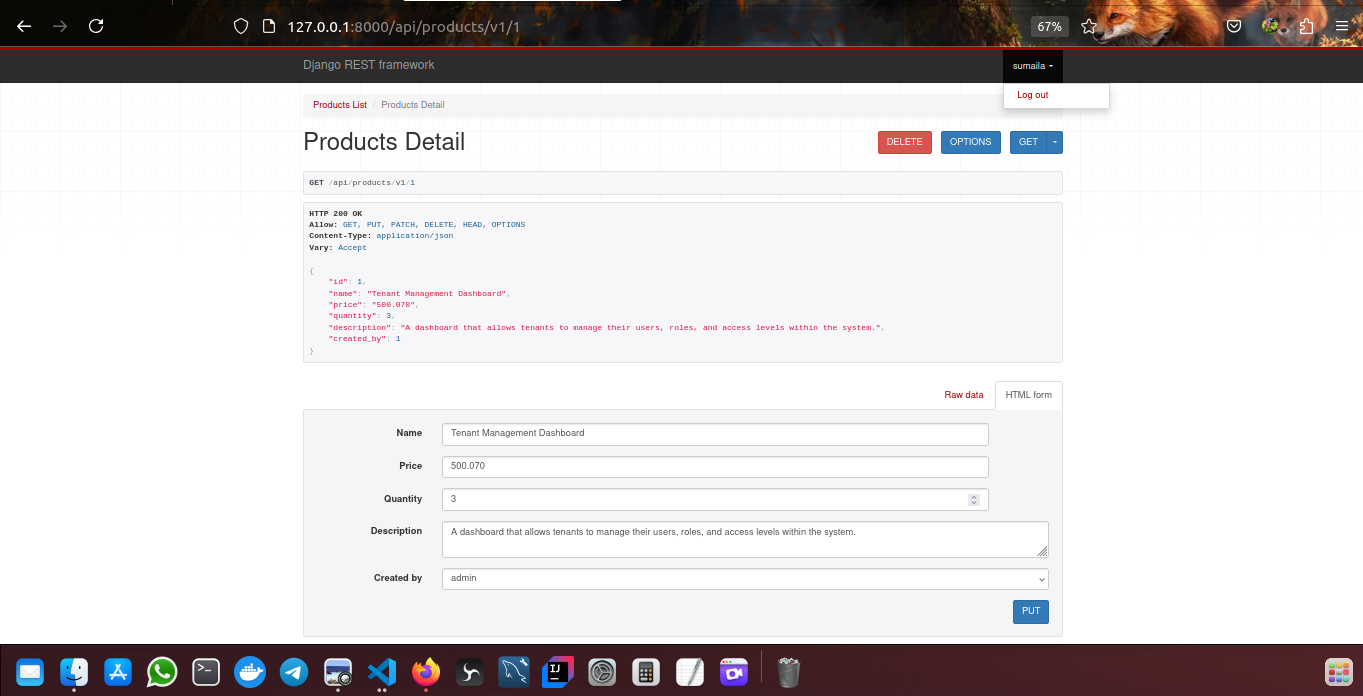 127.0.0.1:8000/api/products/v1/1
67%
Django REST framework
sumaila
Log out
Products List / Products Detail
Products Detail
DELETE
OPTIONS
GET
GET /api/products/v1/1
HTTP 200 OK
Allow: GET, PUT, PATCH, DELETE, HEAD, OPTIONS
Content-Type: application/json
Vary: Accept
{
"id": 1,
"name": "Tenant Management Dashboard",
"price": "500.070",
"quantity": 3,
"description": "A dashboard that allows tenants to manage their users, roles, and access levels within the system.",
"created_by": 1
}
Raw data
HTML form
Name
Tenant Management Dashboard
Price
500.070
Quantity
3
Description
A dashboard that allows tenants to manage their users, roles, and access levels within the system.
Created by
admin
PUT
>_
IJ